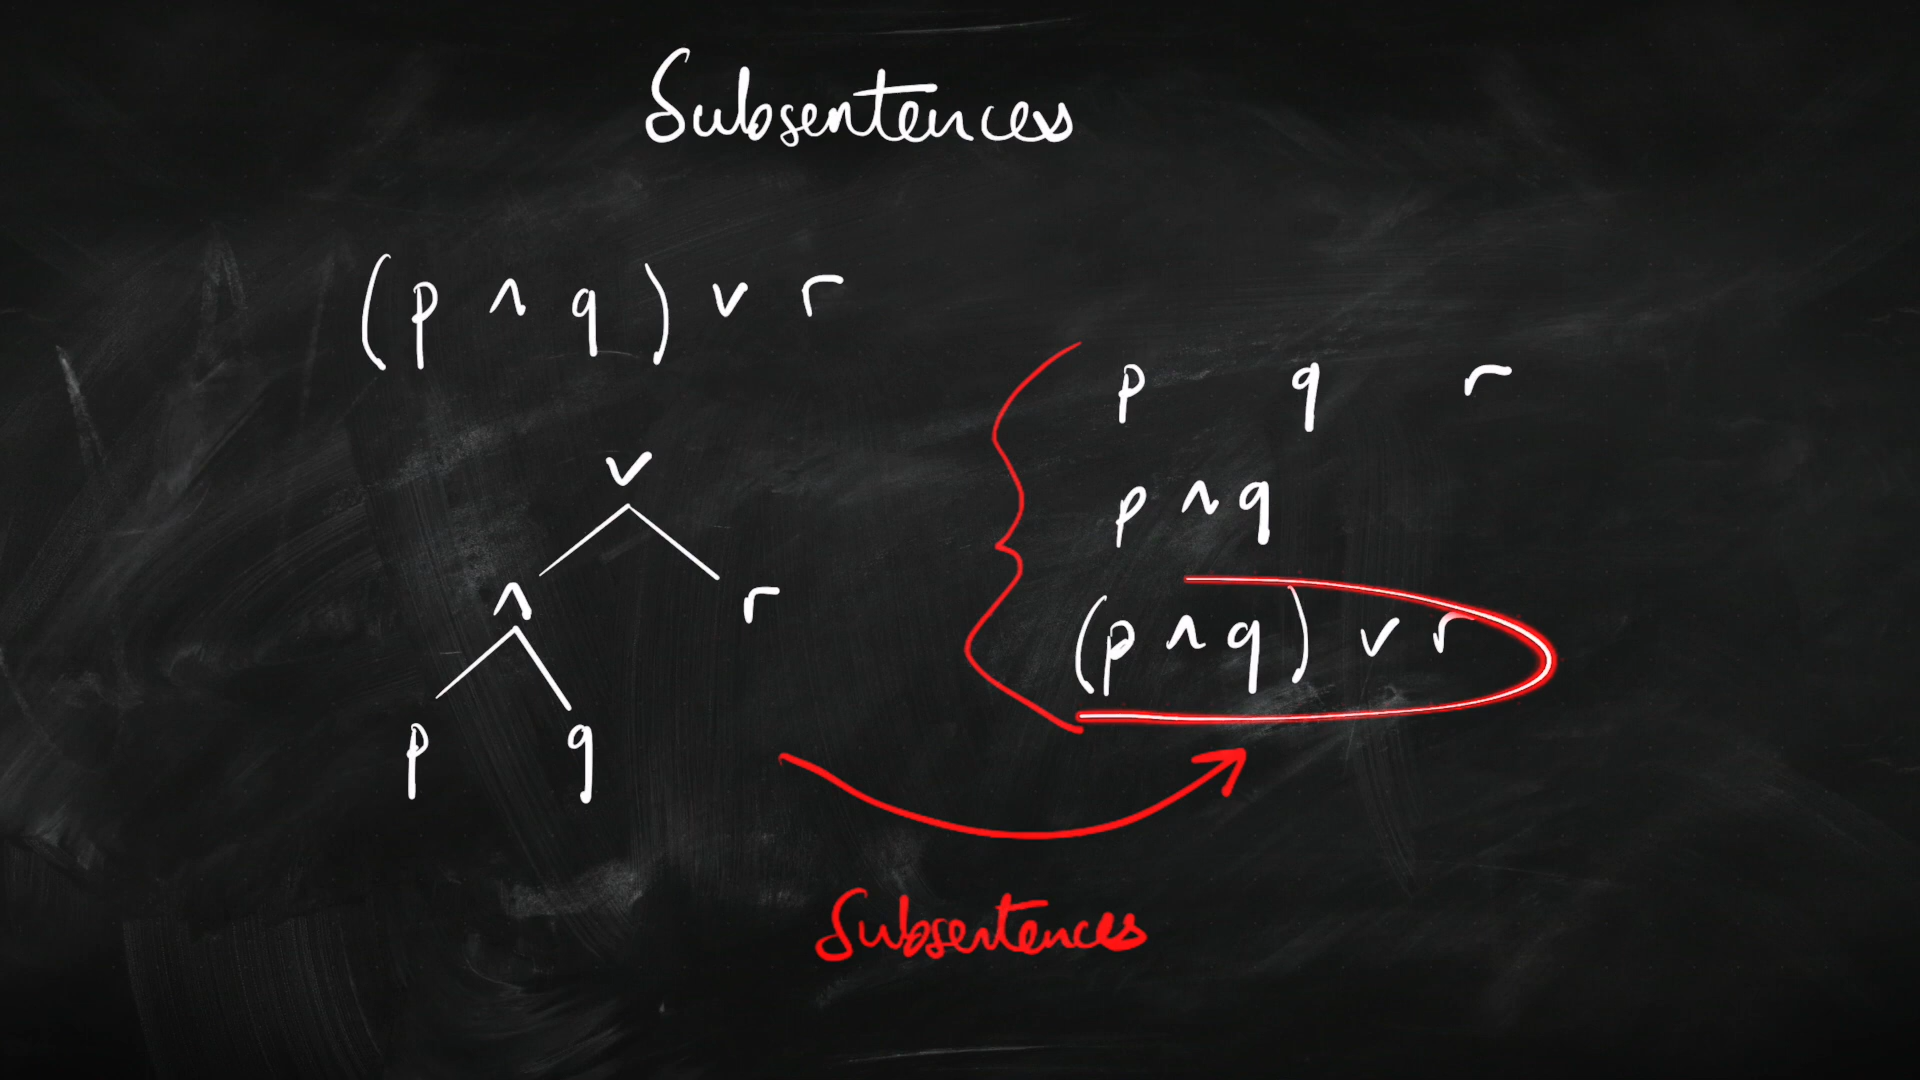 Subsentences
(p ∧ q) ∨ r
∨
∧ r
p q
p q r
p ∧ q
(p ∧ q) ∨ r
Subsentences